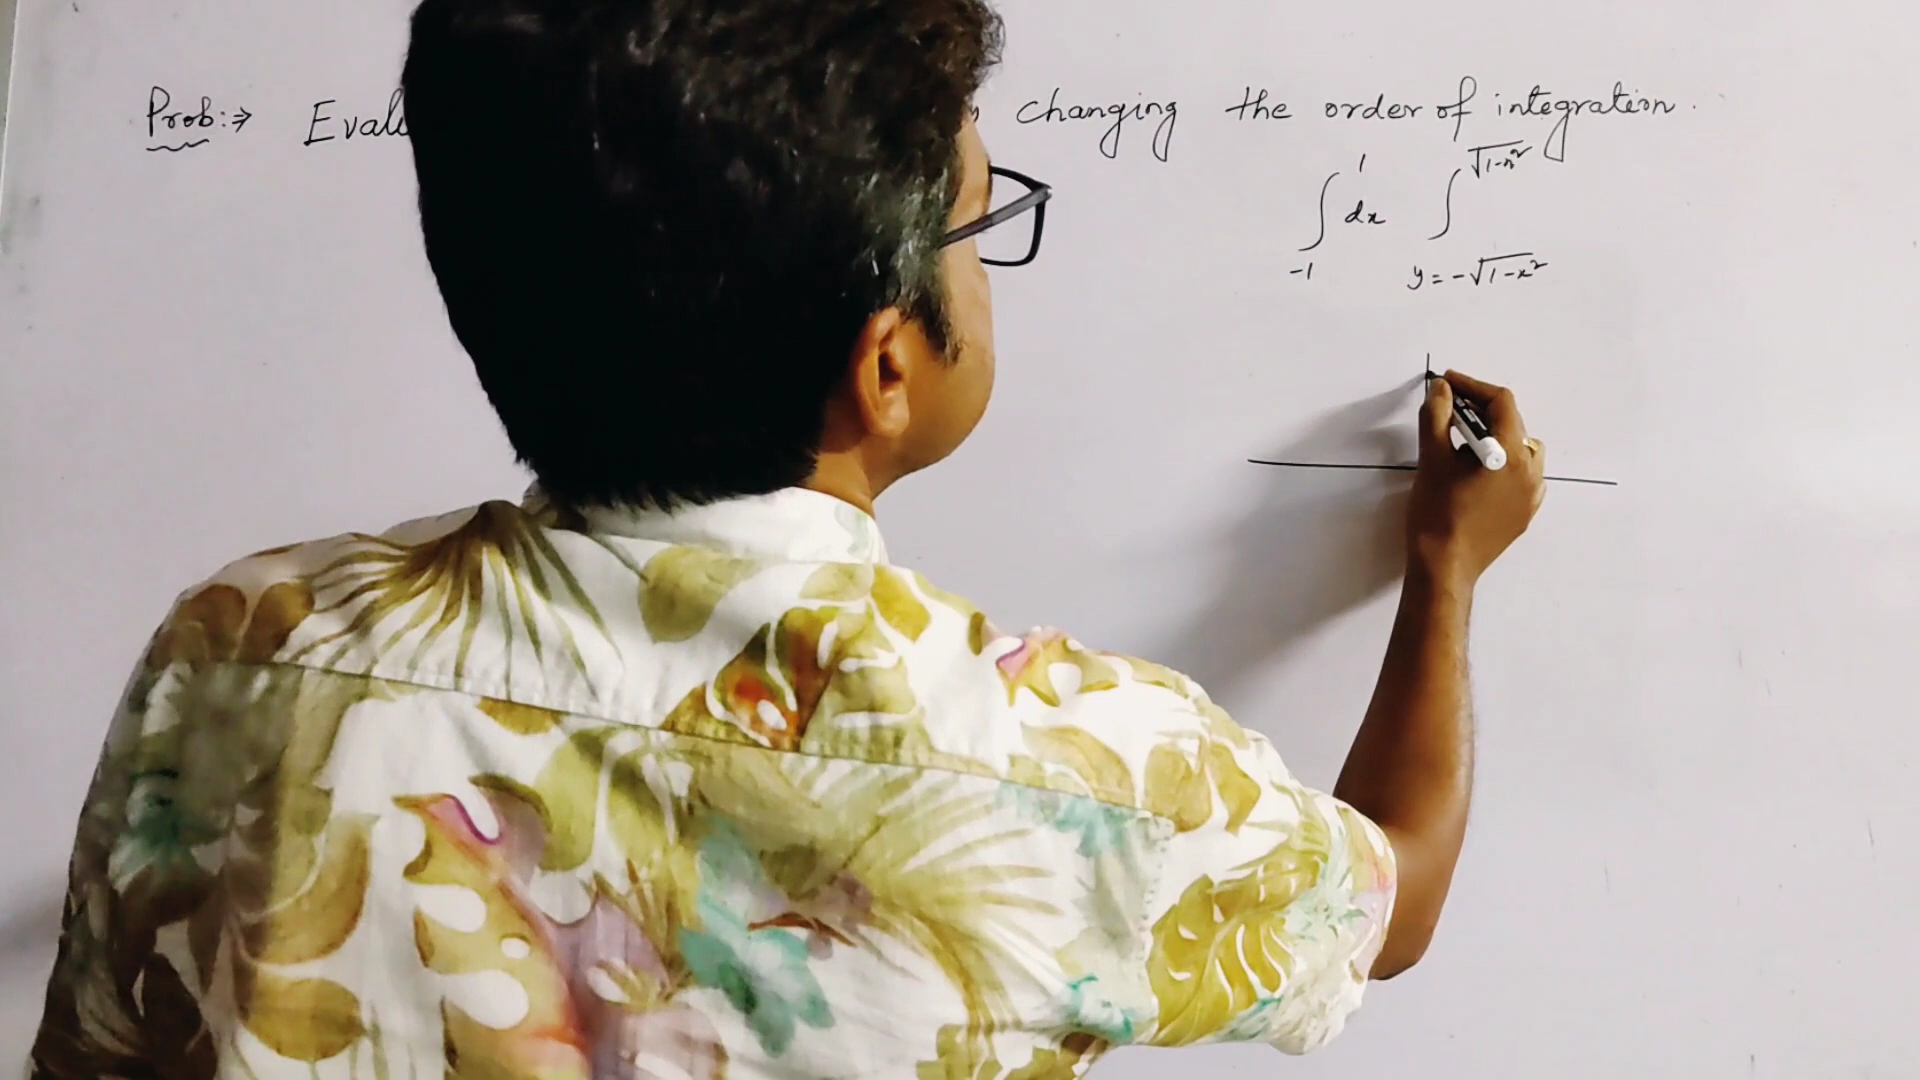 Prob:⇒ Evalu changing the order of integration.
∫_{-1}^{1} dx ∫_{y = -√(1-x²)}^{√(1-x²)}